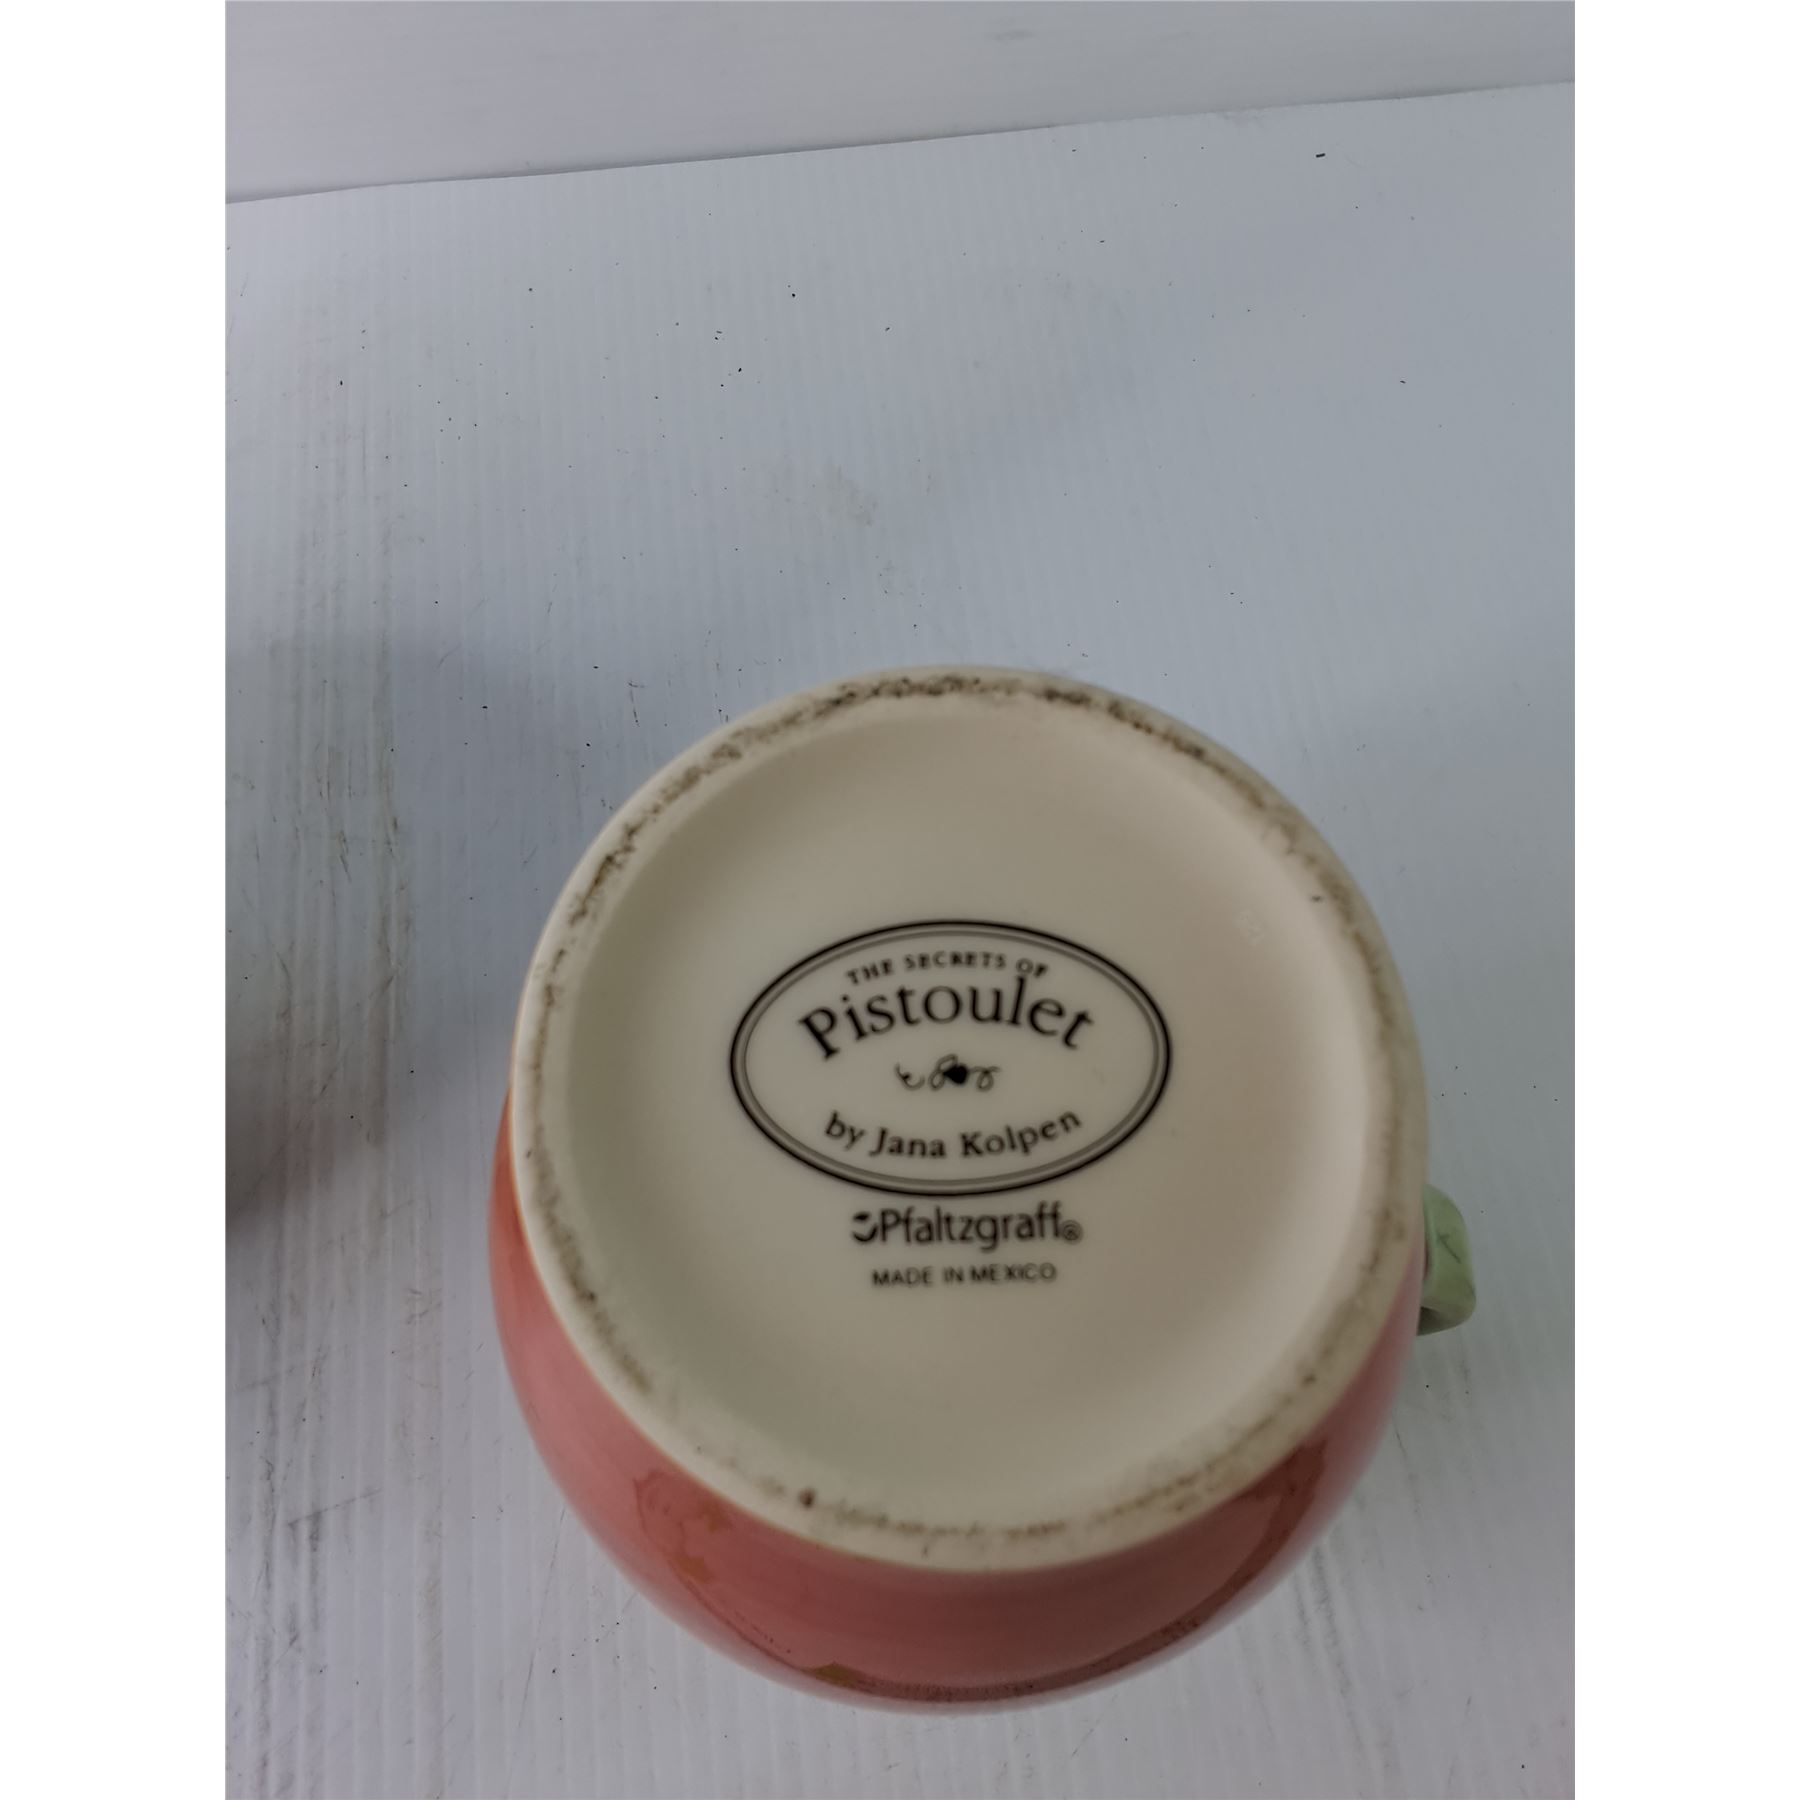 THE SECRETS OF
Pistoulet
by Jana Kolpen
Pfaltzgraff®
MADE IN MEXICO